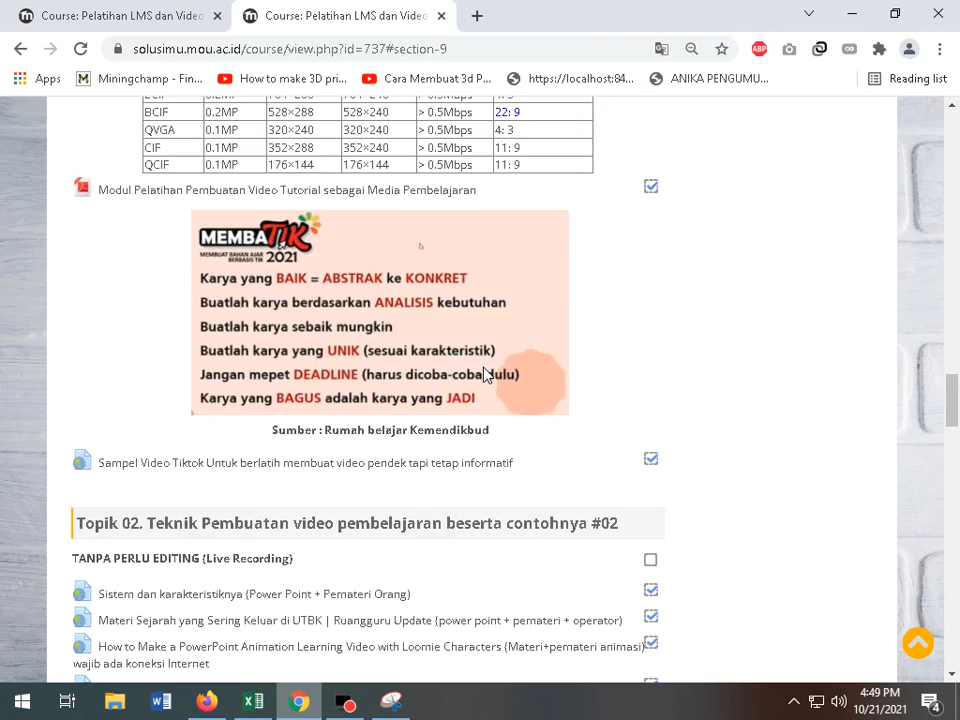 Course: Pelatihan LMS dan Video
Course: Pelatihan LMS dan Video
solusimu.mou.ac.id/course/view.php?id=737#section-9
ABP
Apps
Miningchamp - Fin...
How to make 3D pri...
Cara Membuat 3d P...
https://localhost:84...
ANIKA PENGUMU...
Reading list
BCIF 0.2MP 528×288 528×240 > 0.5Mbps 22: 9
QVGA 0.1MP 320×240 320×240 > 0.5Mbps 4: 3
CIF 0.1MP 352×288 352×240 > 0.5Mbps 11: 9
QCIF 0.1MP 176×144 176×144 > 0.5Mbps 11: 9
Modul Pelatihan Pembuatan Video Tutorial sebagai Media Pembelajaran
MEMBATIK
MEMBUAT BAHAN AJAR
BERBASIS TIK 2021
Karya yang BAIK = ABSTRAK ke KONKRET
Buatlah karya berdasarkan ANALISIS kebutuhan
Buatlah karya sebaik mungkin
Buatlah karya yang UNIK (sesuai karakteristik)
Jangan mepet DEADLINE (harus dicoba-coba dulu)
Karya yang BAGUS adalah karya yang JADI
Sumber : Rumah belajar Kemendikbud
Sampel Video Tiktok Untuk berlatih membuat video pendek tapi tetap informatif
Topik 02. Teknik Pembuatan video pembelajaran beserta contohnya #02
TANPA PERLU EDITING {Live Recording}
Sistem dan karakteristiknya {Power Point + Pemateri Orang}
Materi Sejarah yang Sering Keluar di UTBK | Ruangguru Update {power point + pemateri + operator}
How to Make a PowerPoint Animation Learning Video with Loomie Characters {Materi+pemateri animasi}
wajib ada koneksi Internet
4:49 PM
10/21/2021
4